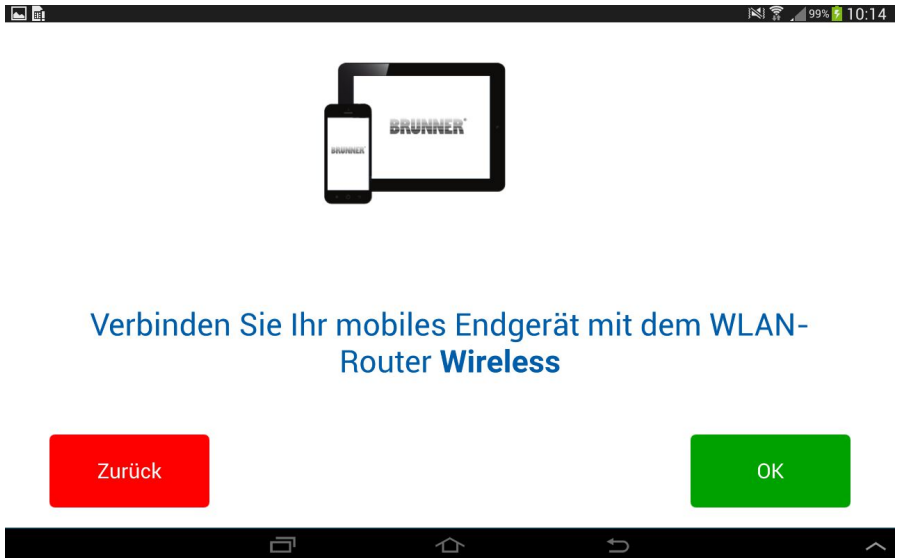 99% 10:14
BRUNNER®
BRUNNER
Verbinden Sie Ihr mobiles Endgerät mit dem WLAN-
Router Wireless
Zurück
OK